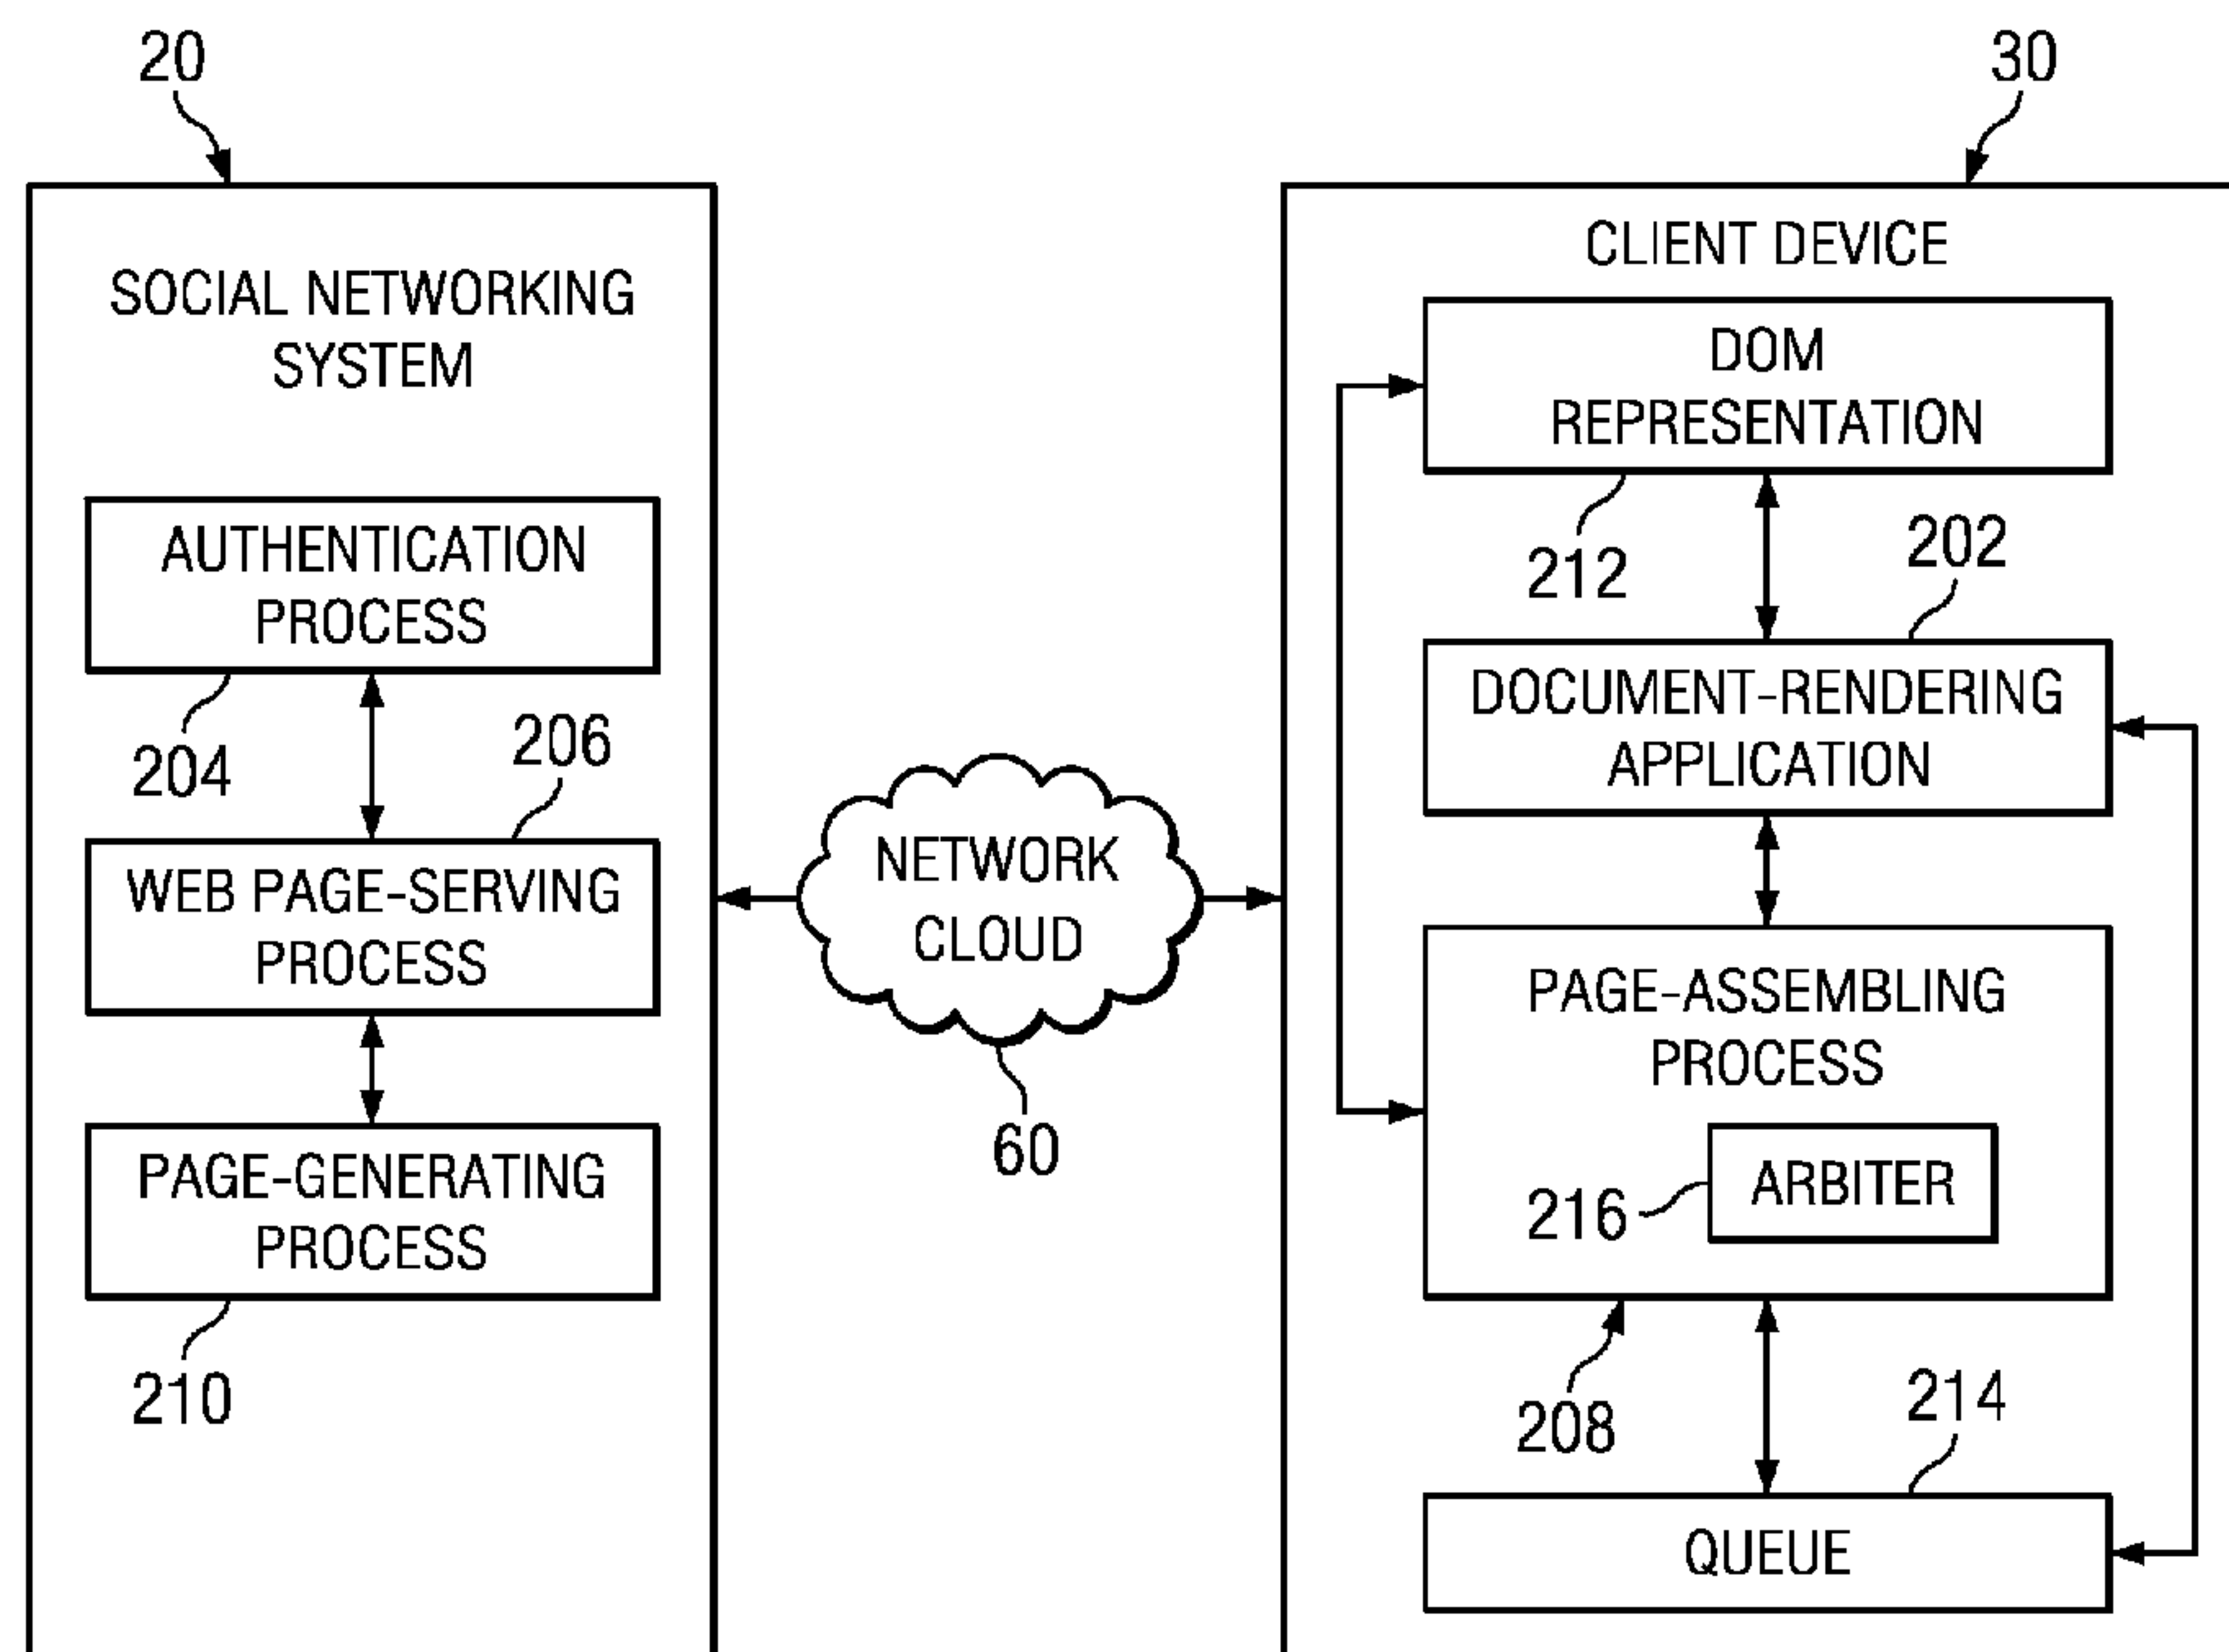 20
SOCIAL NETWORKING
SYSTEM
AUTHENTICATION
PROCESS
204
206
WEB PAGE-SERVING
PROCESS
PAGE-GENERATING
PROCESS
210
NETWORK
CLOUD
60
30
CLIENT DEVICE
DOM
REPRESENTATION
212
202
DOCUMENT-RENDERING
APPLICATION
PAGE-ASSEMBLING
PROCESS
216
ARBITER
208
214
QUEUE